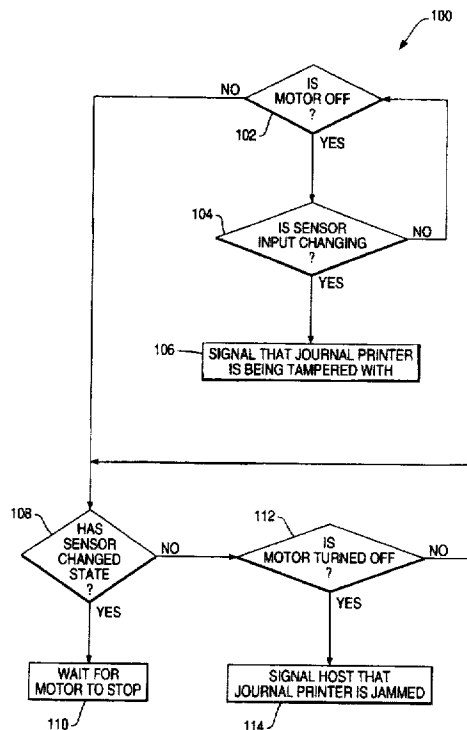 100
IS
MOTOR OFF
?
NO
102
YES
104
IS SENSOR
INPUT CHANGING
?
NO
YES
106
SIGNAL THAT JOURNAL PRINTER
IS BEING TAMPERED WITH
108
HAS
SENSOR
CHANGED
STATE
?
NO
YES
112
IS
MOTOR TURNED OFF
?
NO
YES
WAIT FOR
MOTOR TO STOP
110
SIGNAL HOST THAT
JOURNAL PRINTER IS JAMMED
114